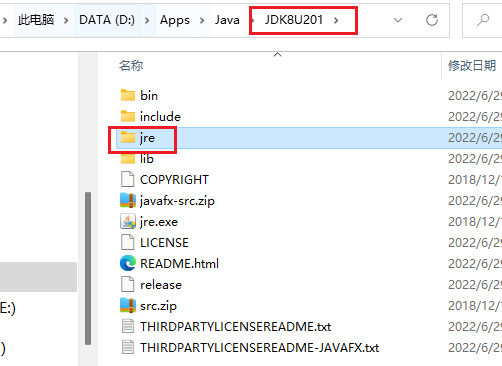 此电脑 DATA (D:) Apps Java JDK8U201
名称 修改日期
bin 2022/6/29
include 2022/6/29
jre 2022/6/29
lib 2022/6/29
COPYRIGHT 2018/12/1
javafx-src.zip 2022/6/29
jre.exe 2018/12/1
LICENSE 2022/6/29
README.html 2022/6/29
release 2022/6/29
src.zip 2018/12/1
THIRDPARTYLICENSEREADME.txt 2022/6/29
THIRDPARTYLICENSEREADME-JAVAFX.txt 2022/6/29
E:)
)